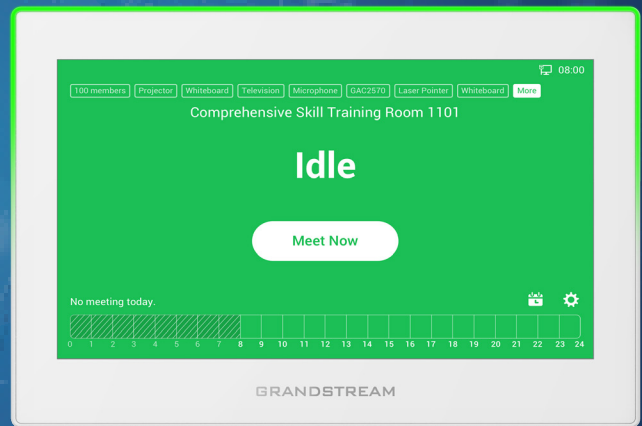 08:00
100 members Projector Whiteboard Television Microphone GAC2570 Laser Pointer Whiteboard More
Comprehensive Skill Training Room 1101
Idle
Meet Now
No meeting today.
0 1 2 3 4 5 6 7 8 9 10 11 12 13 14 15 16 17 18 19 20 21 22 23 24
GRANDSTREAM